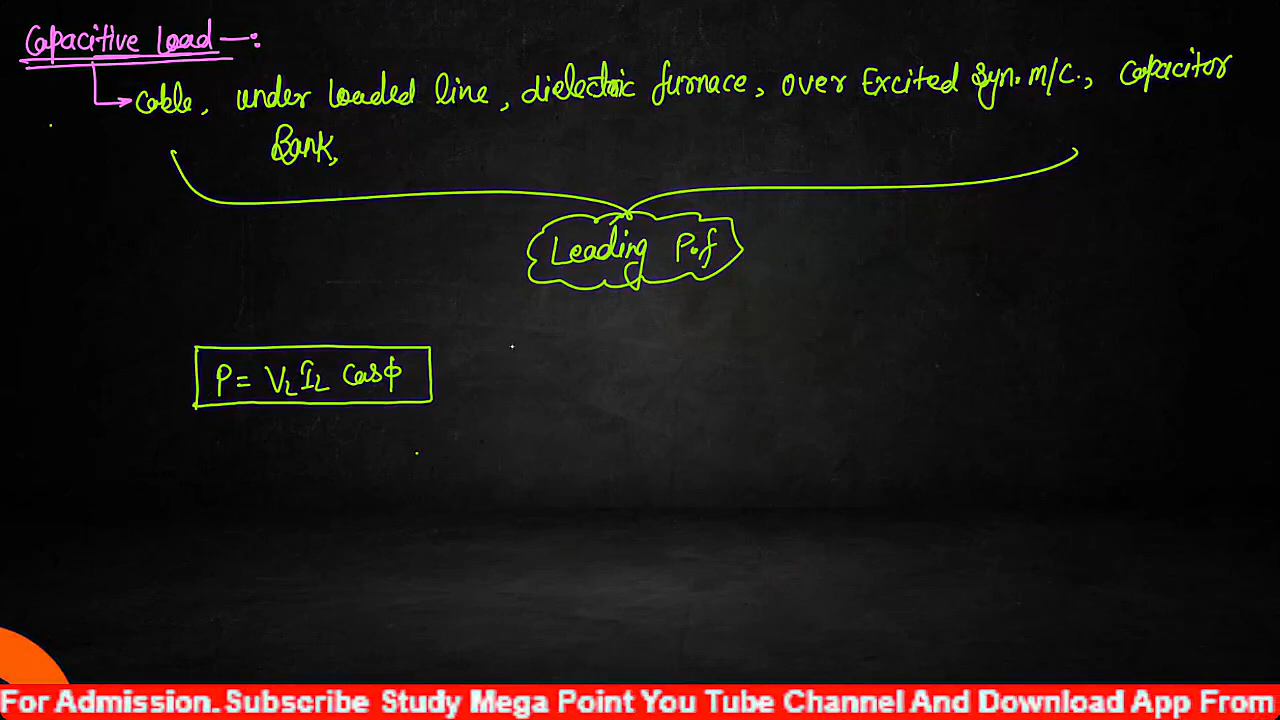 Capacitive Load —:
Cable, under loaded line, dielectric furnace, over Excited Syn. m/c., Capacitor
Bank,
Leading P.f
P = V_L I_L Cosϕ
For Admission. Subscribe Study Mega Point You Tube Channel And Download App From